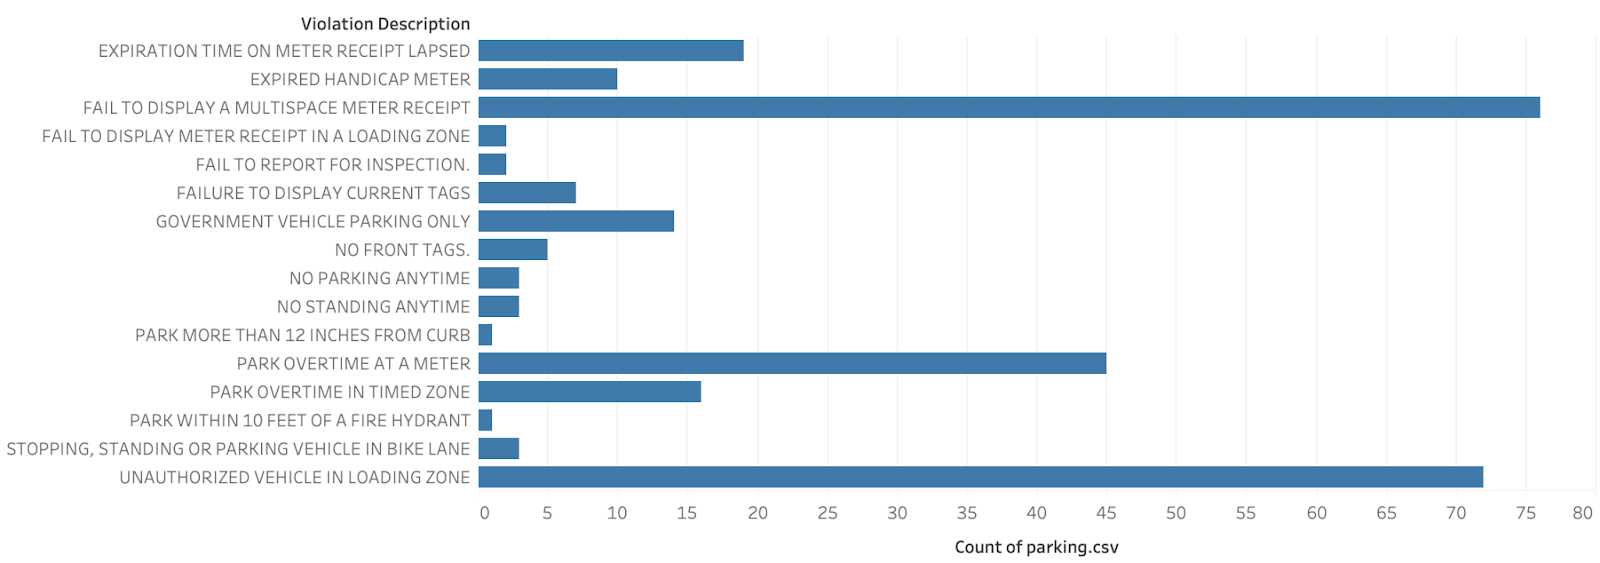 Violation Description
EXPIRATION TIME ON METER RECEIPT LAPSED
EXPIRED HANDICAP METER
FAIL TO DISPLAY A MULTISPACE METER RECEIPT
FAIL TO DISPLAY METER RECEIPT IN A LOADING ZONE
FAIL TO REPORT FOR INSPECTION.
FAILURE TO DISPLAY CURRENT TAGS
GOVERNMENT VEHICLE PARKING ONLY
NO FRONT TAGS.
NO PARKING ANYTIME
NO STANDING ANYTIME
PARK MORE THAN 12 INCHES FROM CURB
PARK OVERTIME AT A METER
PARK OVERTIME IN TIMED ZONE
PARK WITHIN 10 FEET OF A FIRE HYDRANT
STOPPING, STANDING OR PARKING VEHICLE IN BIKE LANE
UNAUTHORIZED VEHICLE IN LOADING ZONE
0 5 10 15 20 25 30 35 40 45 50 55 60 65 70 75 80
Count of parking.csv